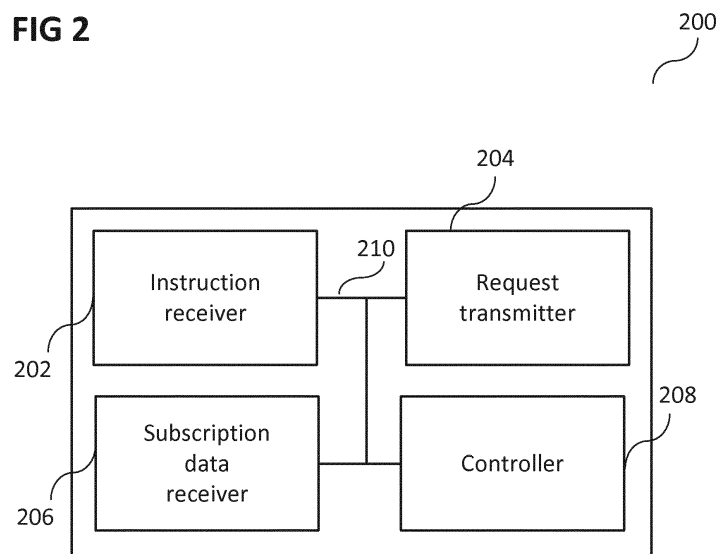 FIG 2
200
204
Instruction
receiver
210
Request
transmitter
202
Subscription
data
receiver
Controller
208
206